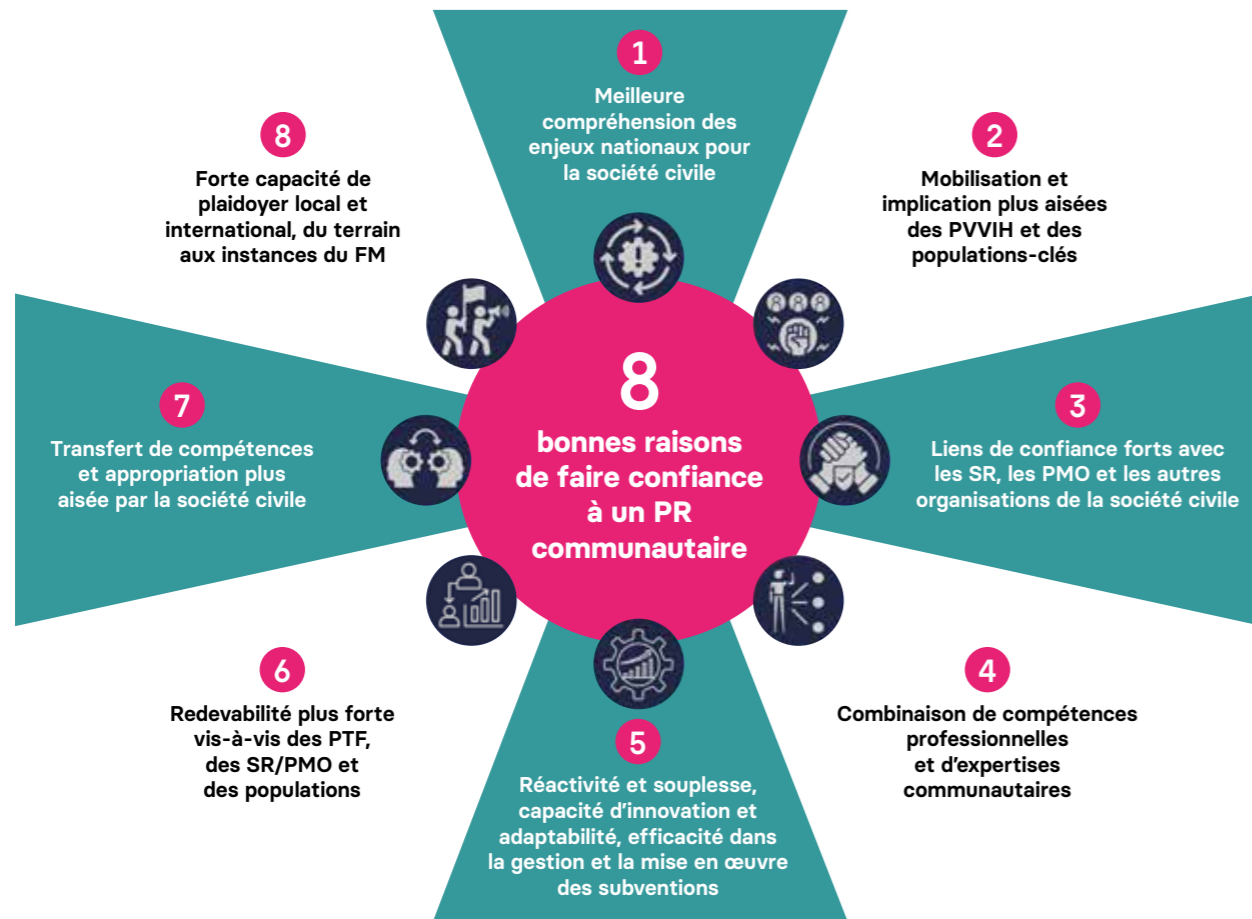 8
bonnes raisons
de faire confiance
à un PR
communautaire
1
Meilleure
compréhension des
enjeux nationaux pour
la société civile
2
Mobilisation et
implication plus aisées
des PVVIH et des
populations-clés
3
Liens de confiance forts avec
les SR, les PMO et les autres
organisations de la société civile
4
Combinaison de compétences
professionnelles
et d'expertises
communautaires
5
Réactivité et souplesse,
capacité d’innovation et
adaptabilité, efficacité dans
la gestion et la mise en œuvre
des subventions
6
Redevabilité plus forte
vis-à-vis des PTF,
des SR/PMO et
des populations
7
Transfert de compétences
et appropriation plus
aisée par la société civile
8
Forte capacité de
plaidoyer local et
international, du terrain
aux instances du FM